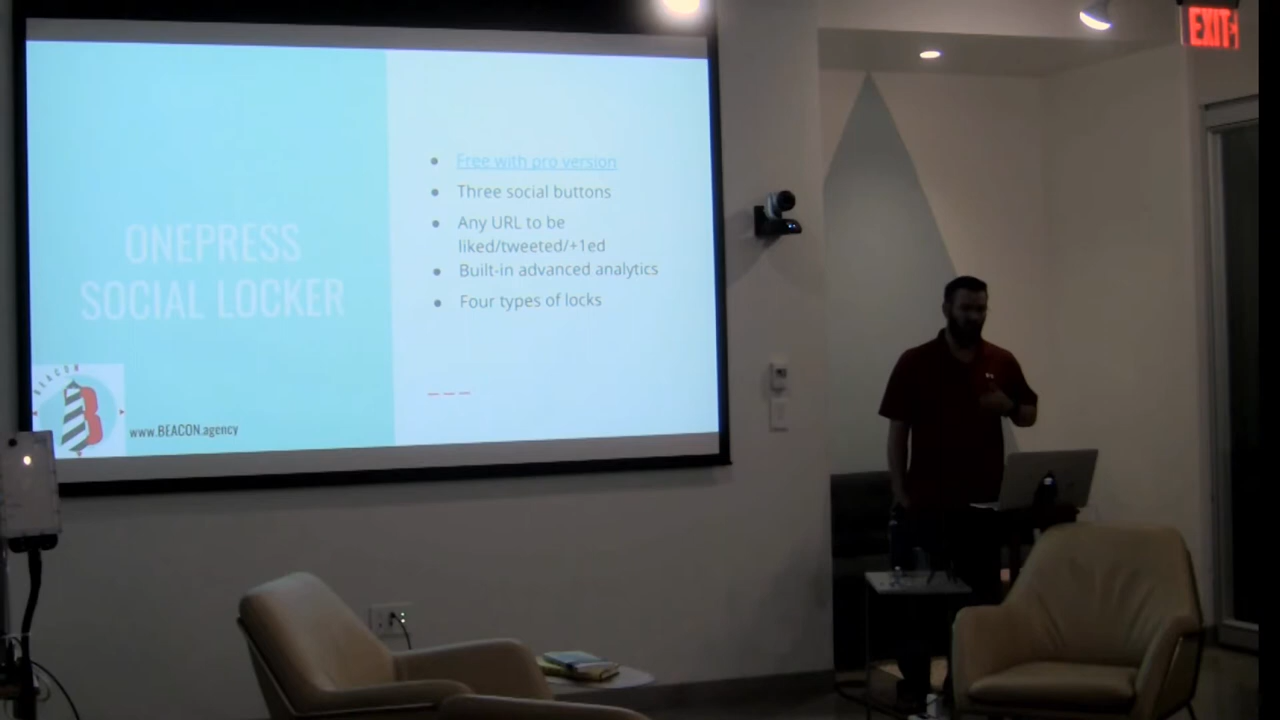 EXIT
ONEPRESS
SOCIAL LOCKER
Free with pro version
Three social buttons
Any URL to be
liked/tweeted/+1ed
Built-in advanced analytics
Four types of locks
BEACON
B
www.BEACON.agency